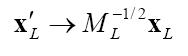 𝐱′_L → M_L^{−1/2} 𝐱_L